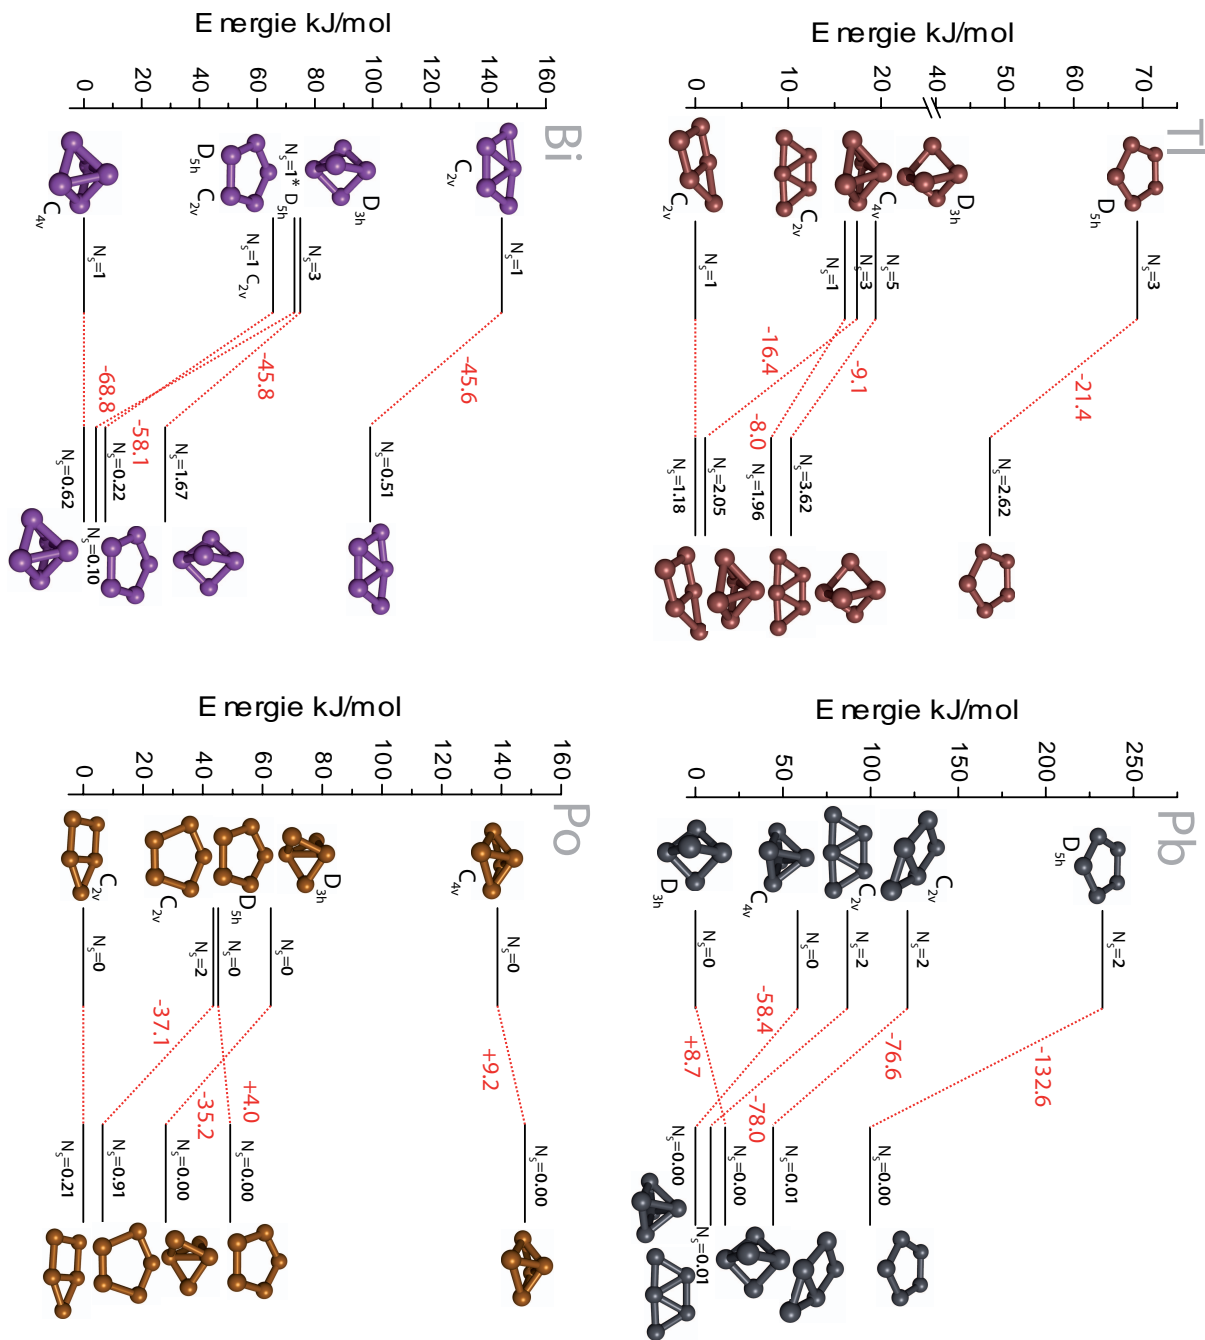 Energie kJ/mol
0
10
20
40
50
60
70
Tl
C2v
C2v
C4v
D3h
D5h
Ns=1
Ns=1
Ns=3
Ns=5
Ns=3
-16.4
-8.0
-9.1
-21.4
Ns=1.18
Ns=2.05
Ns=1.96
Ns=3.62
Ns=2.62
Energie kJ/mol
0
50
100
150
200
250
Pb
D3h
C4v
C2v
C2v
D5h
Ns=0
Ns=0
Ns=2
Ns=2
Ns=2
+8.7
-58.4
-78.0
-76.6
-132.6
Ns=0.00
Ns=0.01
Ns=0.00
Ns=0.01
Ns=0.00
Energie kJ/mol
0
20
40
60
80
100
120
140
160
Bi
C4v
D5h
C2v
Ns=1* D5h
D3h
C2v
Ns=1
Ns=1 C2v
Ns=3
Ns=1
-68.8
-58.1
-45.8
-45.6
Ns=0.62
Ns=0.10
Ns=0.22
Ns=1.67
Ns=0.51
Energie kJ/mol
0
20
40
60
80
100
120
140
160
Po
C2v
C2v
D5h
D3h
C4v
Ns=0
Ns=2
Ns=0
Ns=0
Ns=0
-37.1
-35.2
+4.0
+9.2
Ns=0.21
Ns=0.91
Ns=0.00
Ns=0.00
Ns=0.00